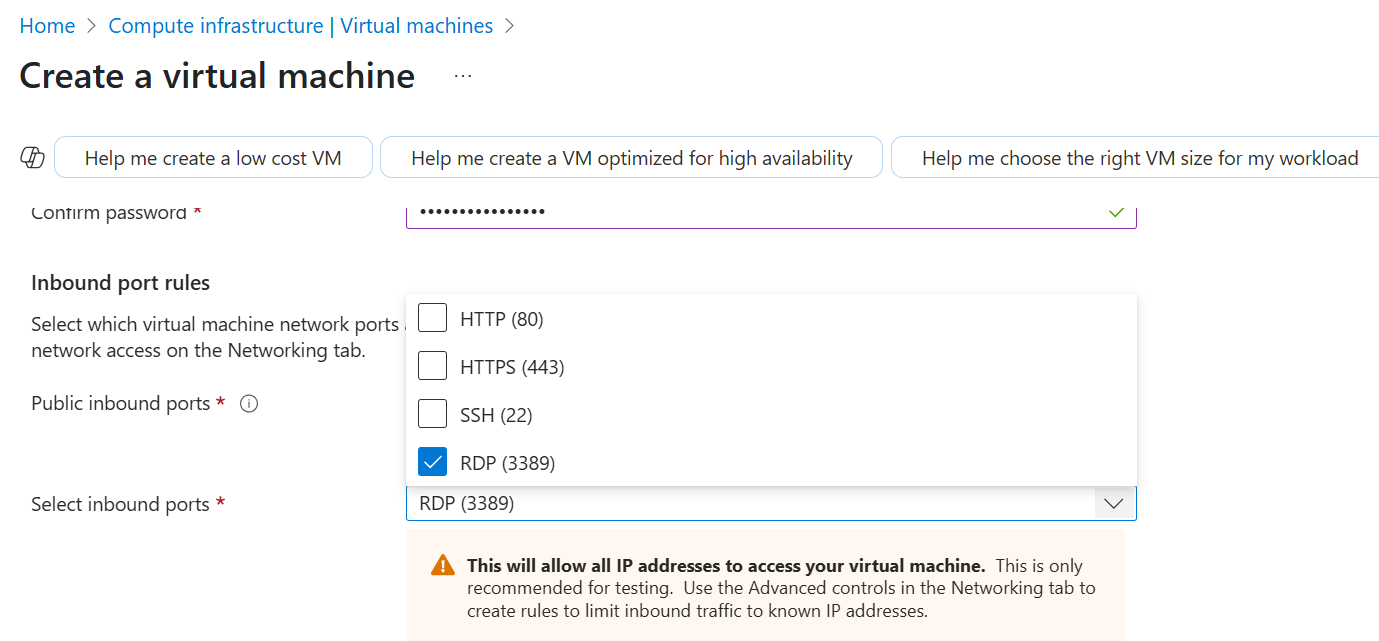 Home > Compute infrastructure | Virtual machines >
Create a virtual machine ...
Help me create a low cost VM
Help me create a VM optimized for high availability
Help me choose the right VM size for my workload
Confirm password *
••••••••••••••••
Inbound port rules
Select which virtual machine network ports
network access on the Networking tab.
HTTP (80)
HTTPS (443)
Public inbound ports *
SSH (22)
RDP (3389)
Select inbound ports *
RDP (3389)
This will allow all IP addresses to access your virtual machine. This is only
recommended for testing. Use the Advanced controls in the Networking tab to
create rules to limit inbound traffic to known IP addresses.